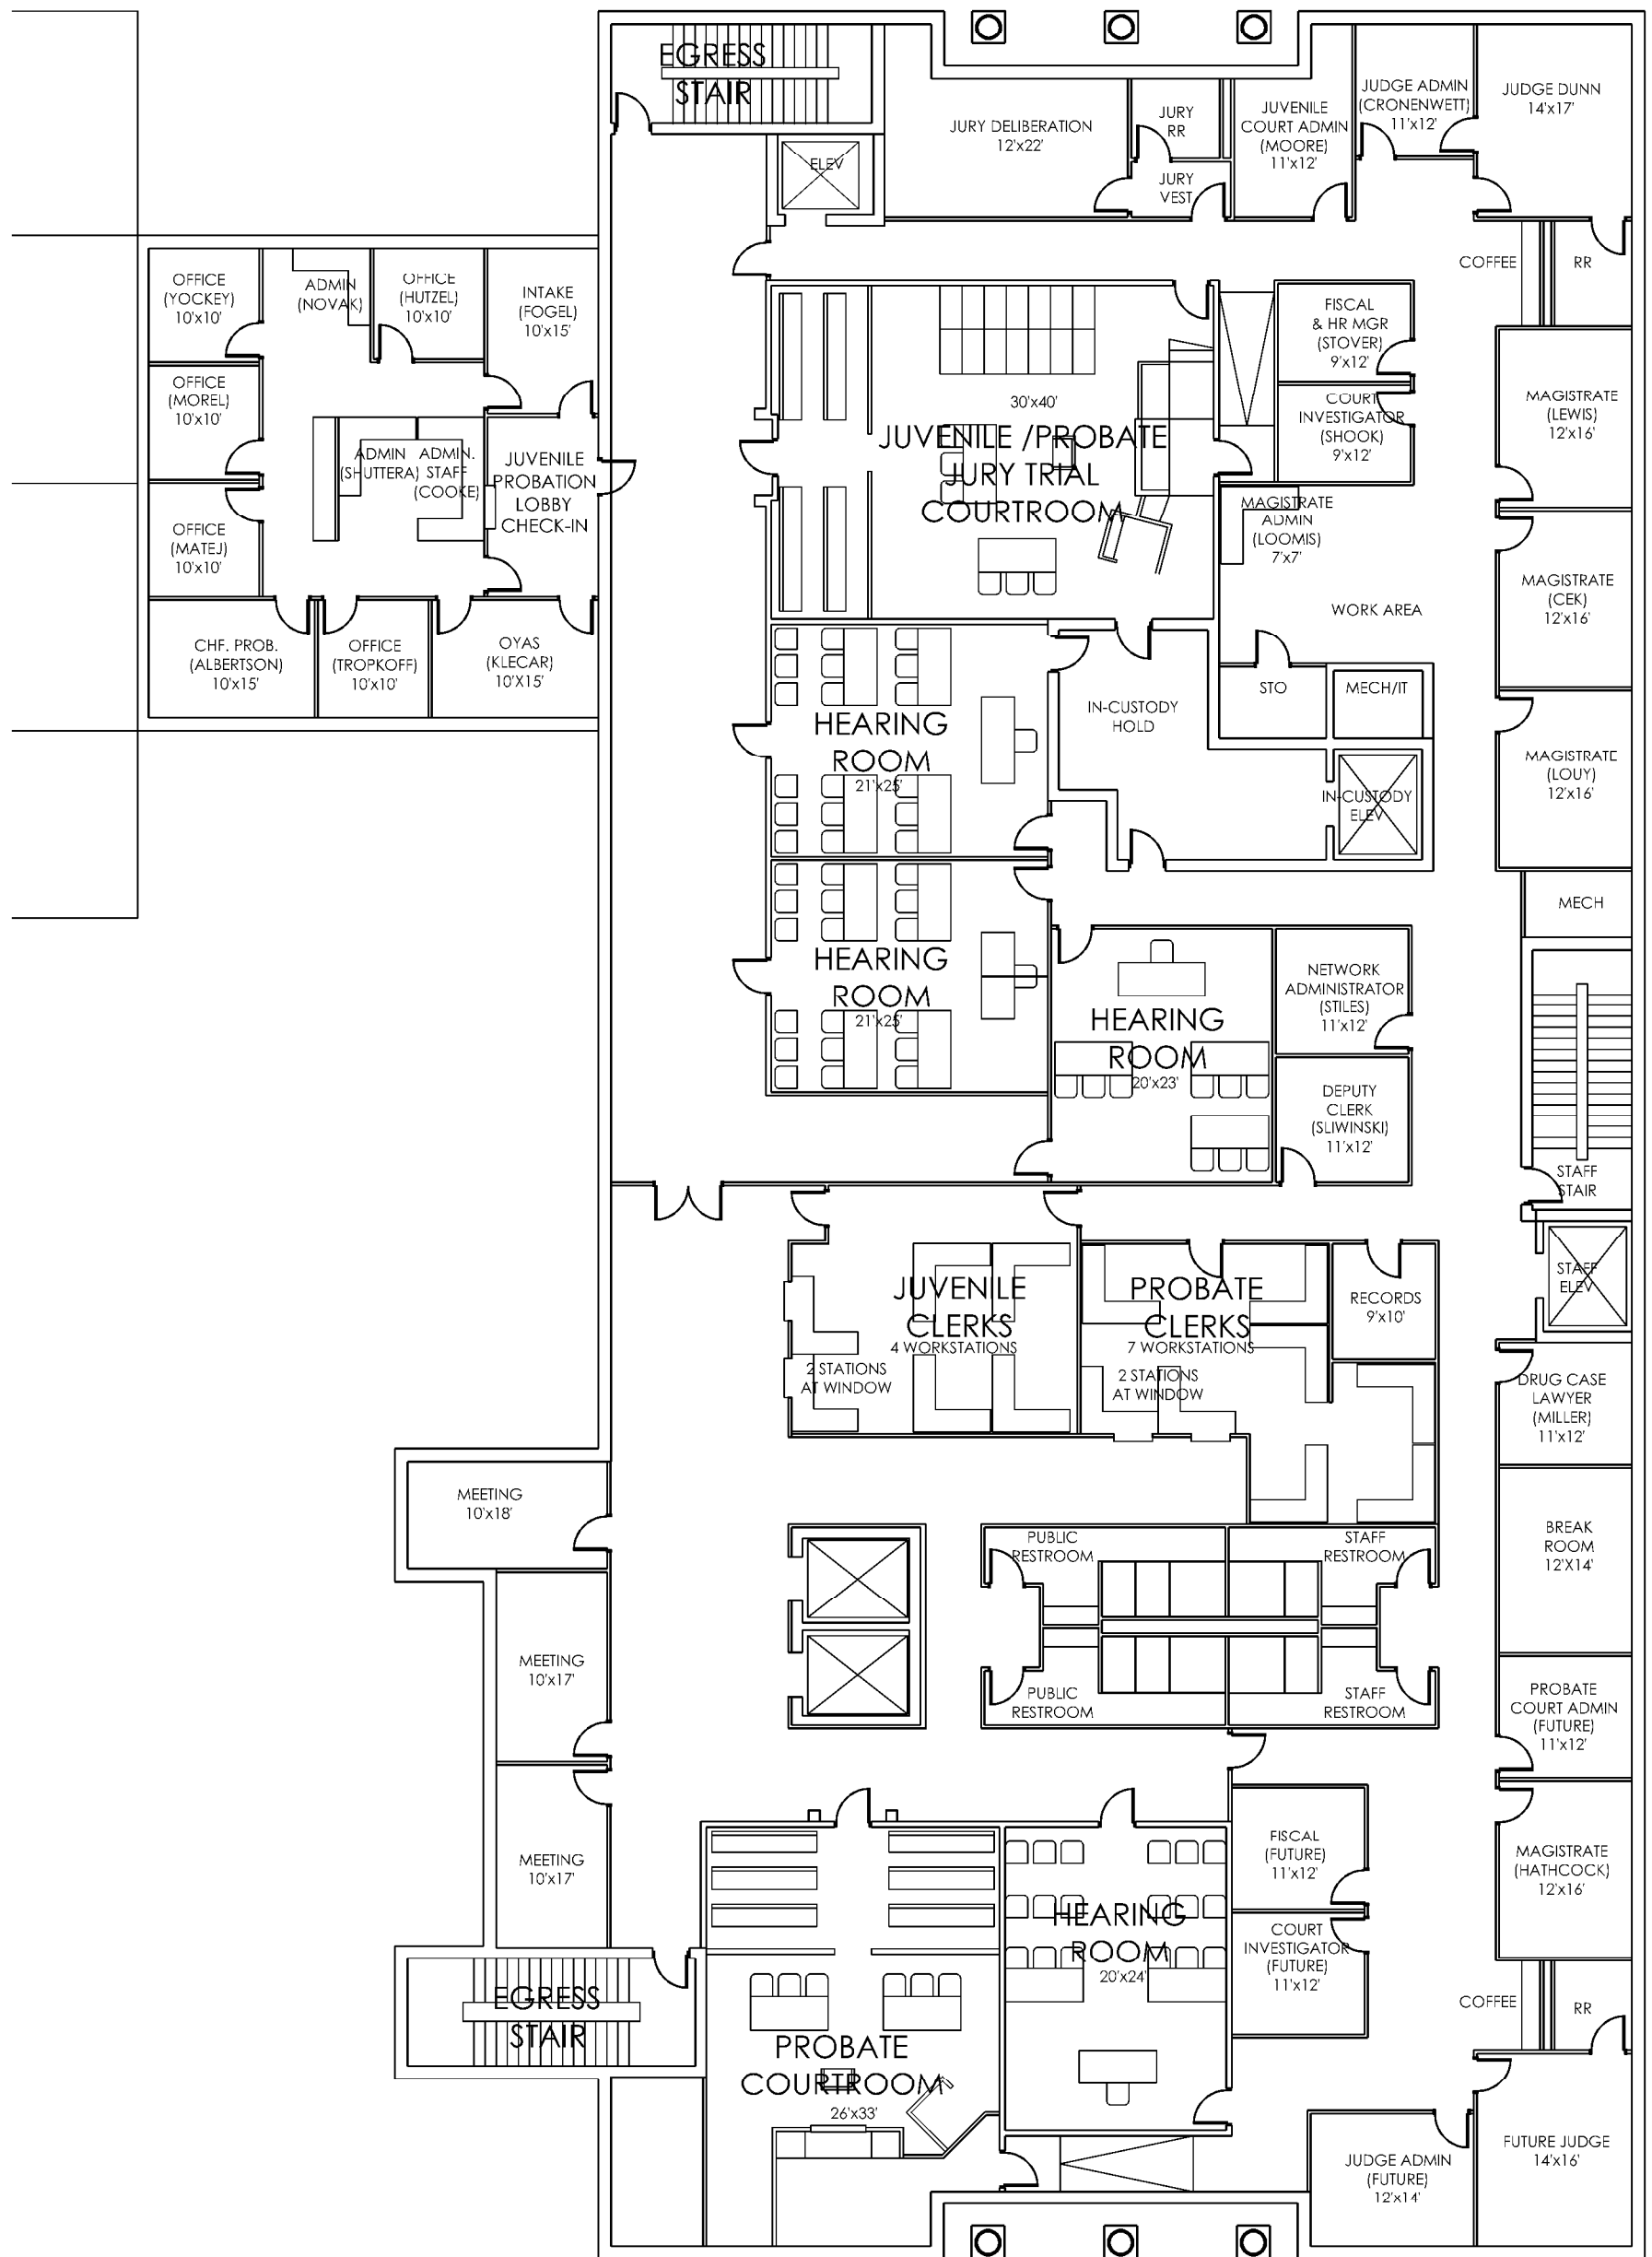 EGRESS
STAIR
ELEV
JURY DELIBERATION
12'x22'
JURY
RR
JURY
VEST
JUVENILE
COURT ADMIN
(MOORE)
11'x12'
JUDGE ADMIN
(CRONENWETT)
11'x12'
JUDGE DUNN
14'x17'
COFFEE
RR
OFFICE
(YOCKEY)
10'x10'
ADMIN
(NOVAK)
OFFICE
(HUTZEL)
10'x10'
INTAKE
(FOGEL)
10'x15'
OFFICE
(MOREL)
10'x10'
ADMIN
(SHUTTERA)
ADMIN.
STAFF
(COOKE)
JUVENILE
PROBATION
LOBBY
CHECK-IN
OFFICE
(MATEJ)
10'x10'
CHF. PROB.
(ALBERTSON)
10'x15'
OFFICE
(TROPKOFF)
10'x10'
OYAS
(KLECAR)
10'X15'
30'x40'
JUVENILE /PROBATE
JURY TRIAL
COURTROOM
FISCAL
& HR MGR
(STOVER)
9'x12'
COURT
INVESTIGATOR
(SHOOK)
9'x12'
MAGISTRATE
ADMIN
(LOOMIS)
7'x7'
WORK AREA
MAGISTRATE
(LEWIS)
12'x16'
MAGISTRATE
(CEK)
12'x16'
MAGISTRATE
(LOUY)
12'x16'
HEARING
ROOM
21'x25'
IN-CUSTODY
HOLD
STO
MECH/IT
IN-CUSTODY
ELEV
MECH
HEARING
ROOM
21'x25'
HEARING
ROOM
20'x23'
NETWORK
ADMINISTRATOR
(STILES)
11'x12'
DEPUTY
CLERK
(SLIWINSKI)
11'x12'
STAFF
STAIR
STAFF
ELEV
JUVENILE
CLERKS
4 WORKSTATIONS
2 STATIONS
AT WINDOW
PROBATE
CLERKS
7 WORKSTATIONS
2 STATIONS
AT WINDOW
RECORDS
9'x10'
DRUG CASE
LAWYER
(MILLER)
11'x12'
MEETING
10'x18'
PUBLIC
RESTROOM
STAFF
RESTROOM
BREAK
ROOM
12'X14'
MEETING
10'x17'
PUBLIC
RESTROOM
STAFF
RESTROOM
PROBATE
COURT ADMIN
(FUTURE)
11'x12'
MEETING
10'x17'
FISCAL
(FUTURE)
11'x12'
MAGISTRATE
(HATHCOCK)
12'x16'
HEARING
ROOM
20'x24'
COURT
INVESTIGATOR
(FUTURE)
11'x12'
EGRESS
STAIR
COFFEE
RR
PROBATE
COURTROOM
26'x33'
JUDGE ADMIN
(FUTURE)
12'x14'
FUTURE JUDGE
14'x16'